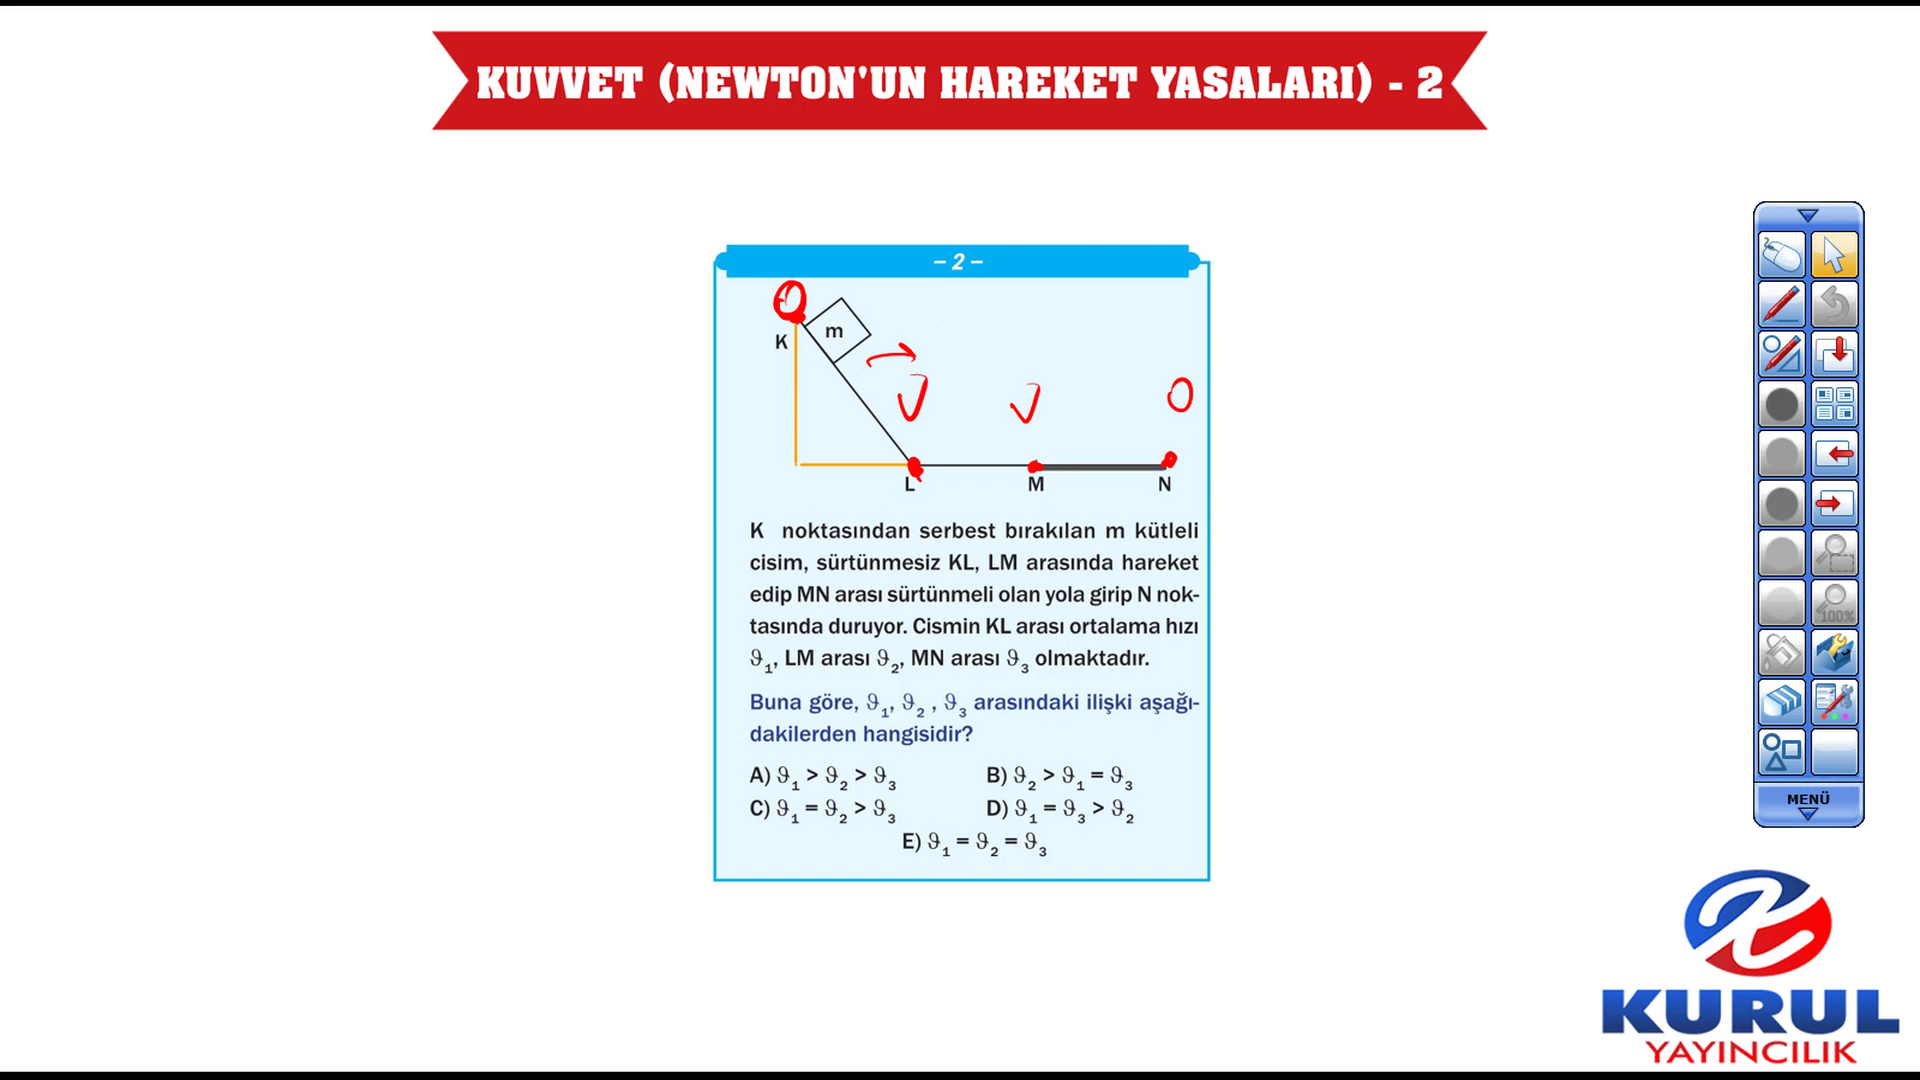 KUVVET (NEWTON'UN HAREKET YASALARI) - 2
– 2 –
0
m
K
V
V
0
L
M
N
K noktasından serbest bırakılan m kütleli
cisim, sürtünmesiz KL, LM arasında hareket
edip MN arası sürtünmeli olan yola girip N nok-
tasında duruyor. Cismin KL arası ortalama hızı
ϑ₁, LM arası ϑ₂, MN arası ϑ₃ olmaktadır.
Buna göre, ϑ₁, ϑ₂ , ϑ₃ arasındaki ilişki aşağı-
dakilerden hangisidir?
A) ϑ₁ > ϑ₂ > ϑ₃ B) ϑ₂ > ϑ₁ = ϑ₃
C) ϑ₁ = ϑ₂ > ϑ₃ D) ϑ₁ = ϑ₃ > ϑ₂
E) ϑ₁ = ϑ₂ = ϑ₃
100%
MENÜ
KURUL
YAYINCILIK